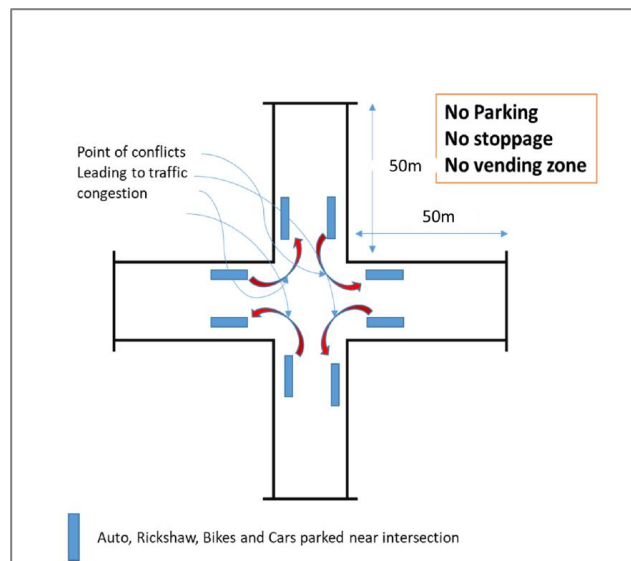 No Parking
No stoppage
No vending zone
Point of conflicts
Leading to traffic
congestion
50m
50m
Auto, Rickshaw, Bikes and Cars parked near intersection